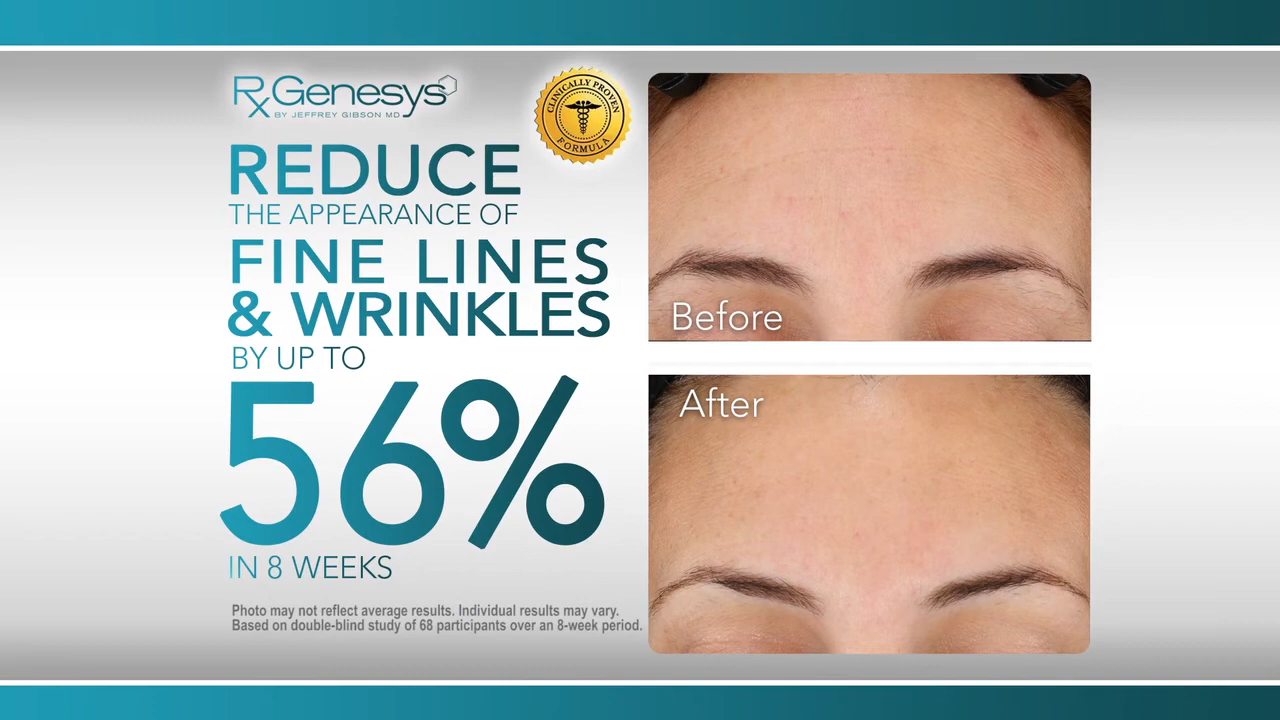 RxGenesys
BY JEFFREY GIBSON MD
CLINICALLY PROVEN
FORMULA
REDUCE
THE APPEARANCE OF
FINE LINES
& WRINKLES
BY UP TO
56%
IN 8 WEEKS
Photo may not reflect average results. Individual results may vary.
Based on double-blind study of 68 participants over an 8-week period.
Before
After